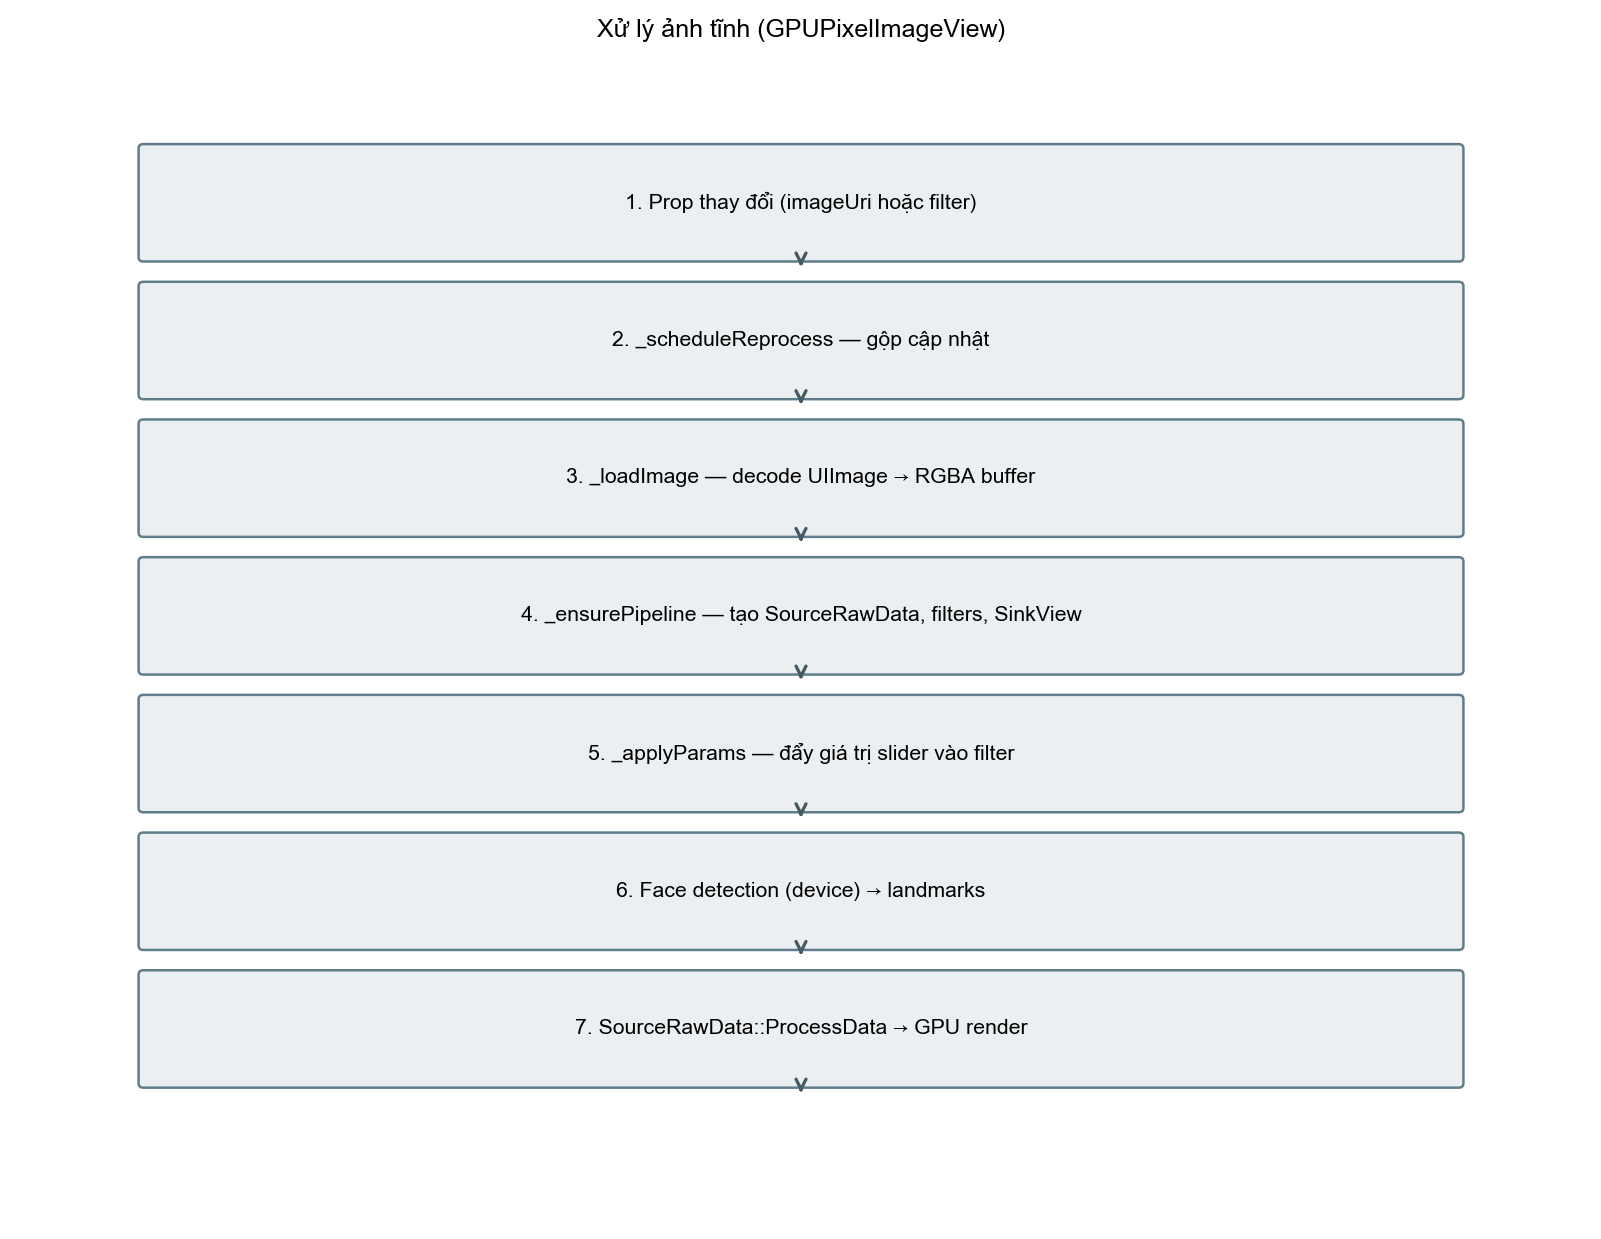 Xử lý ảnh tĩnh (GPUPixelImageView)
1. Prop thay đổi (imageUri hoặc filter)
2. _scheduleReprocess — gộp cập nhật
3. _loadImage — decode UIImage → RGBA buffer
4. _ensurePipeline — tạo SourceRawData, filters, SinkView
5. _applyParams — đẩy giá trị slider vào filter
6. Face detection (device) → landmarks
7. SourceRawData::ProcessData → GPU render